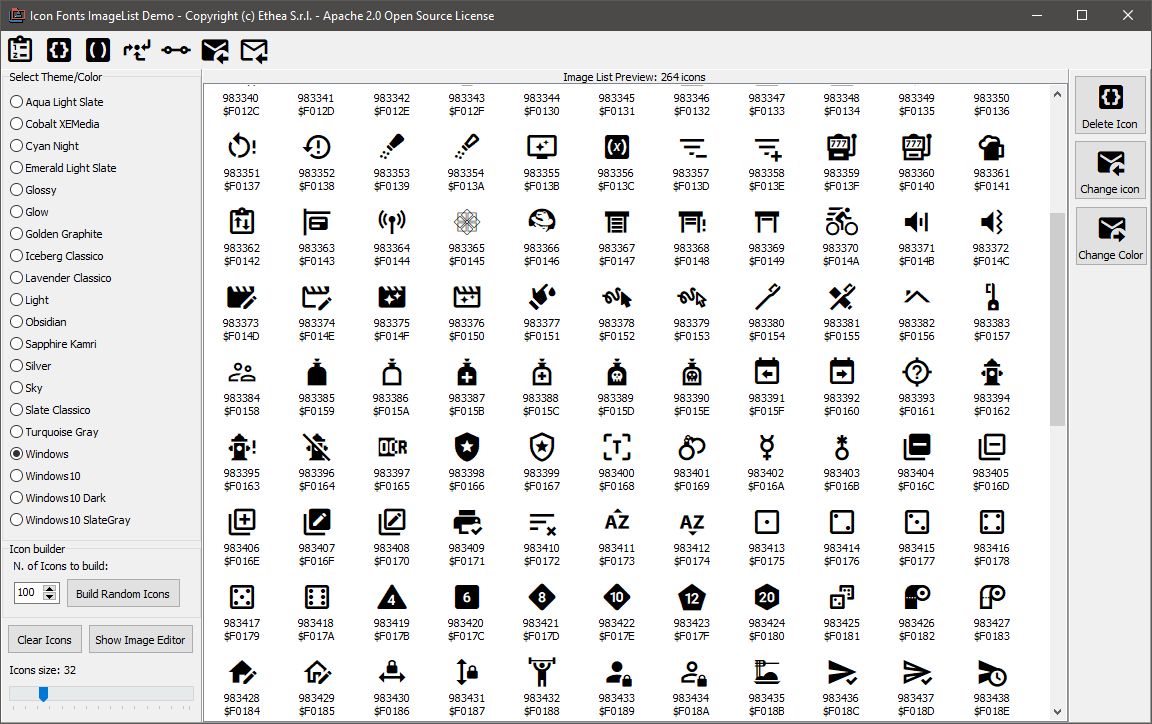 Icon Fonts ImageList Demo - Copyright (c) Ethea S.r.l. - Apache 2.0 Open Source License
Select Theme/Color
Aqua Light Slate
Cobalt XEMedia
Cyan Night
Emerald Light Slate
Glossy
Glow
Golden Graphite
Iceberg Classico
Lavender Classico
Light
Obsidian
Sapphire Kamri
Silver
Sky
Slate Classico
Turquoise Gray
Windows
Windows10
Windows10 Dark
Windows10 SlateGray
Icon builder
N. of Icons to build:
100 Build Random Icons
Clear Icons Show Image Editor
Icons size: 32
Image List Preview: 264 icons
983340 983341 983342 983343 983344 983345 983346 983347 983348 983349 983350
$F012C $F012D $F012E $F012F $F0130 $F0131 $F0132 $F0133 $F0134 $F0135 $F0136
(x) 777 777
983351 983352 983353 983354 983355 983356 983357 983358 983359 983360 983361
$F0137 $F0138 $F0139 $F013A $F013B $F013C $F013D $F013E $F013F $F0140 $F0141
983362 983363 983364 983365 983366 983367 983368 983369 983370 983371 983372
$F0142 $F0143 $F0144 $F0145 $F0146 $F0147 $F0148 $F0149 $F014A $F014B $F014C
983373 983374 983375 983376 983377 983378 983379 983380 983381 983382 983383
$F014D $F014E $F014F $F0150 $F0151 $F0152 $F0153 $F0154 $F0155 $F0156 $F0157
983384 983385 983386 983387 983388 983389 983390 983391 983392 983393 983394
$F0158 $F0159 $F015A $F015B $F015C $F015D $F015E $F015F $F0160 $F0161 $F0162
OCR T
983395 983396 983397 983398 983399 983400 983401 983402 983403 983404 983405
$F0163 $F0164 $F0165 $F0166 $F0167 $F0168 $F0169 $F016A $F016B $F016C $F016D
AZ AZ
983406 983407 983408 983409 983410 983411 983412 983413 983414 983415 983416
$F016E $F016F $F0170 $F0171 $F0172 $F0173 $F0174 $F0175 $F0176 $F0177 $F0178
4 6 8 10 12 20
983417 983418 983419 983420 983421 983422 983423 983424 983425 983426 983427
$F0179 $F017A $F017B $F017C $F017D $F017E $F017F $F0180 $F0181 $F0182 $F0183
983428 983429 983430 983431 983432 983433 983434 983435 983436 983437 983438
$F0184 $F0185 $F0186 $F0187 $F0188 $F0189 $F018A $F018B $F018C $F018D $F018E
Delete Icon
Change icon
Change Color